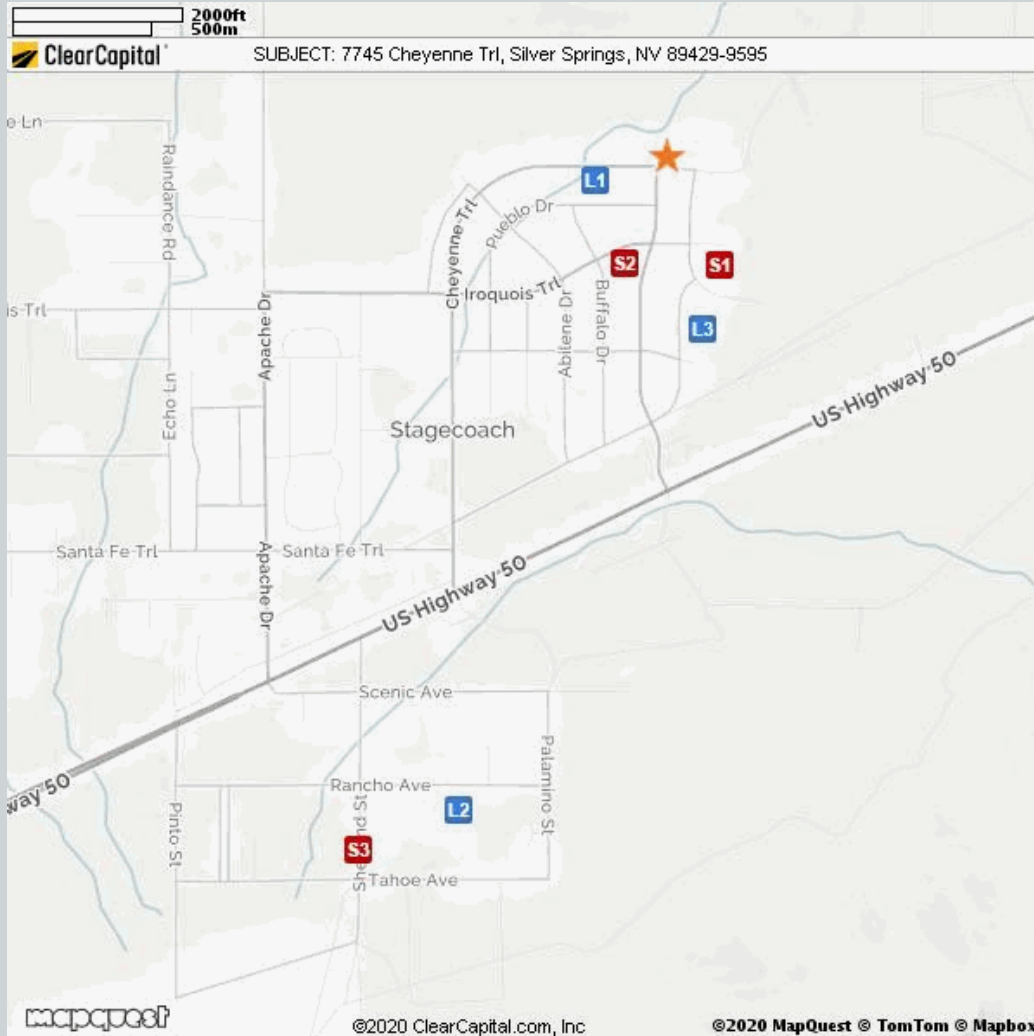 2000ft
500m
ClearCapital
SUBJECT: 7745 Cheyenne Trl, Silver Springs, NV 89429-9595
e Ln
Raindance Rd
L1
Pueblo Dr
Cheyenne Trl
S2
S1
Iroquois Trl
is Trl
Apache Dr
Abilene Dr
Buffalo Dr
L3
Echo Ln
US Highway 50
Stagecoach
Santa Fe Trl
Santa Fe Trl
Apache Dr
US Highway 50
Scenic Ave
way 50
Rancho Ave
Palamino St
Pinto St
L2
S3
Tahoe Ave
mapquest
©2020 ClearCapital.com, Inc
©2020 MapQuest © TomTom © Mapbox